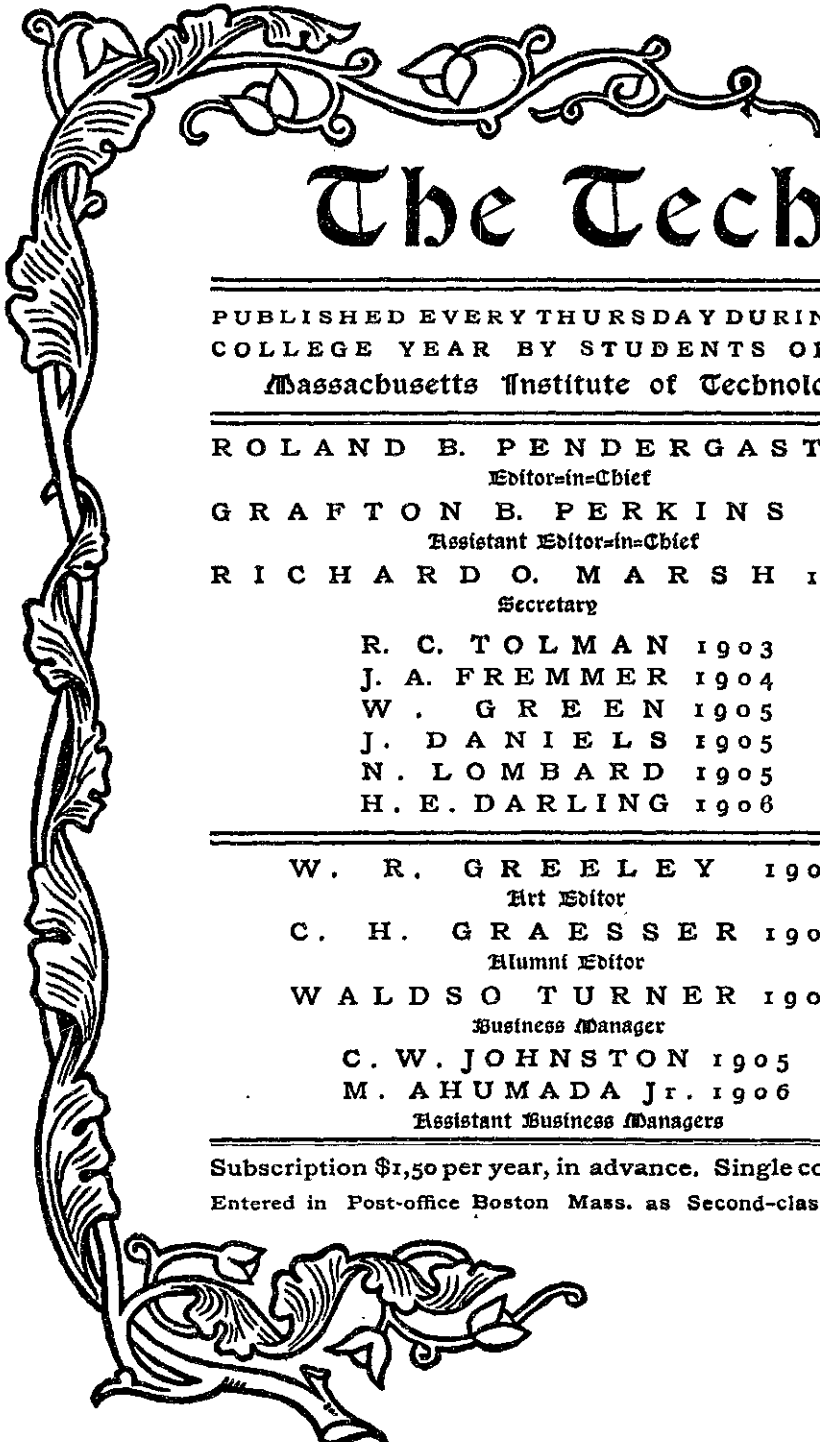 The Tech
PUBLISHED EVERY THURSDAY DURIN
COLLEGE YEAR BY STUDENTS O
Massachusetts Institute of Technolo
ROLAND B. PENDERGAST
Editor=in=Chief
GRAFTON B. PERKINS
Assistant Editor=in=Chief
RICHARD O. MARSH 1
Secretary
R. C. TOLMAN 1903
J. A. FREMMER 1904
W. GREEN 1905
J. DANIELS 1905
N. LOMBARD 1905
H. E. DARLING 1906
W. R. GREELEY 190
Art Editor
C. H. GRAESSER 190
Alumni Editor
WALDSO TURNER 190
Business Manager
C. W. JOHNSTON 1905
M. AHUMADA Jr. 1906
Assistant Business Managers
Subscription $1,50 per year, in advance. Single co
Entered in Post-office Boston Mass. as Second-clas